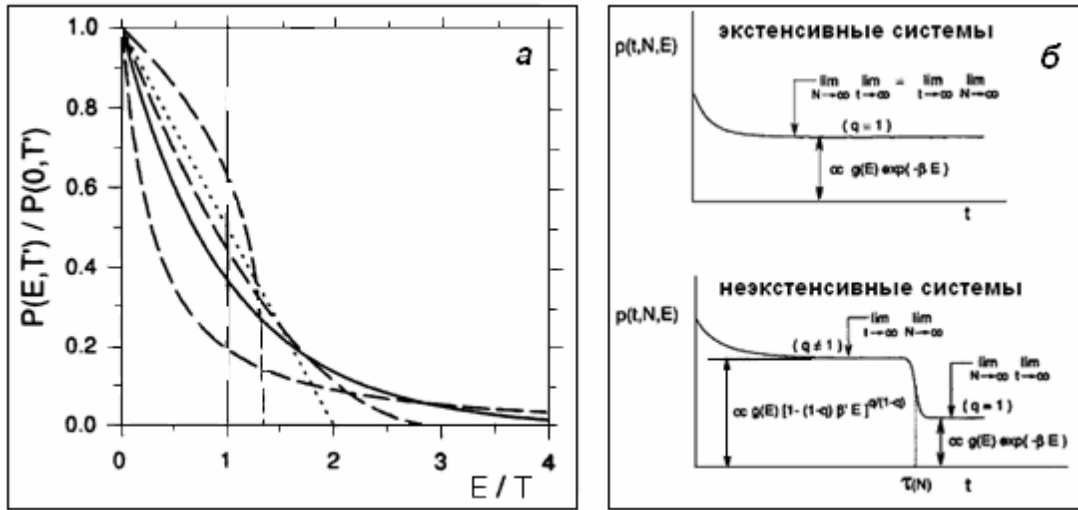 а
P(E,T') / P(0,T')
1.0
0.8
0.6
0.4
0.2
0.0
0 1 2 3 4
E / T
б
экстенсивные системы
p(t,N,E)
lim lim = lim lim
N→∞ t→∞ t→∞ N→∞
(q = 1)
∝ g(E) exp(-β E)
t
неэкстенсивные системы
p(t,N,E)
lim lim
t→∞ N→∞
(q ≠ 1)
lim lim
N→∞ t→∞
(q = 1)
∝ g(E) [1- (1-q) β' E]^q/(1-q)
∝ g(E) exp(-β E)
τ(N) t